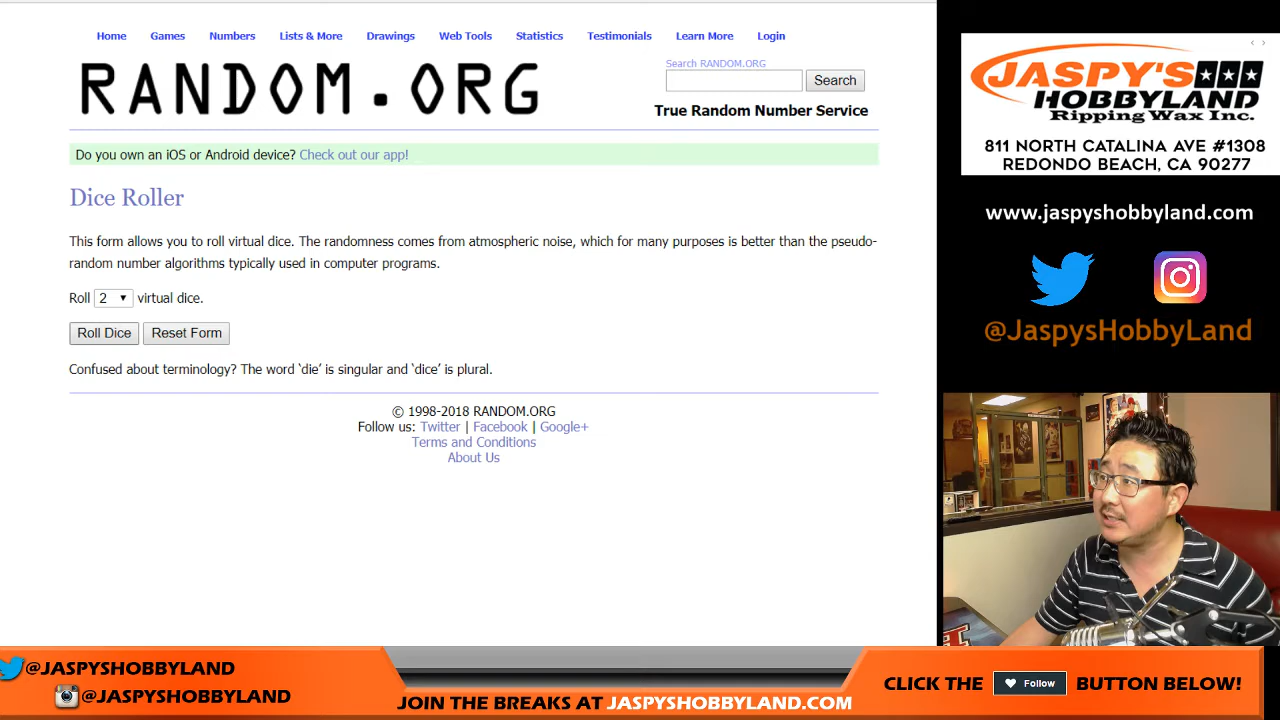 Home Games Numbers Lists & More Drawings Web Tools Statistics Testimonials Learn More Login
RANDOM.ORG
Search RANDOM.ORG
Search
True Random Number Service
Do you own an iOS or Android device? Check out our app!
Dice Roller
This form allows you to roll virtual dice. The randomness comes from atmospheric noise, which for many purposes is better than the pseudo-
random number algorithms typically used in computer programs.
Roll 2 virtual dice.
Roll Dice Reset Form
Confused about terminology? The word ‘die’ is singular and ‘dice’ is plural.
© 1998-2018 RANDOM.ORG
Follow us: Twitter | Facebook | Google+
Terms and Conditions
About Us
JASPY'S
HOBBYLAND
Ripping Wax Inc.
811 NORTH CATALINA AVE #1308
REDONDO BEACH, CA 90277
www.jaspyshobbyland.com
@JaspysHobbyLand
@JASPYSHOBBYLAND
@JASPYSHOBBYLAND
JOIN THE BREAKS AT JASPYSHOBBYLAND.COM
CLICK THE Follow BUTTON BELOW!